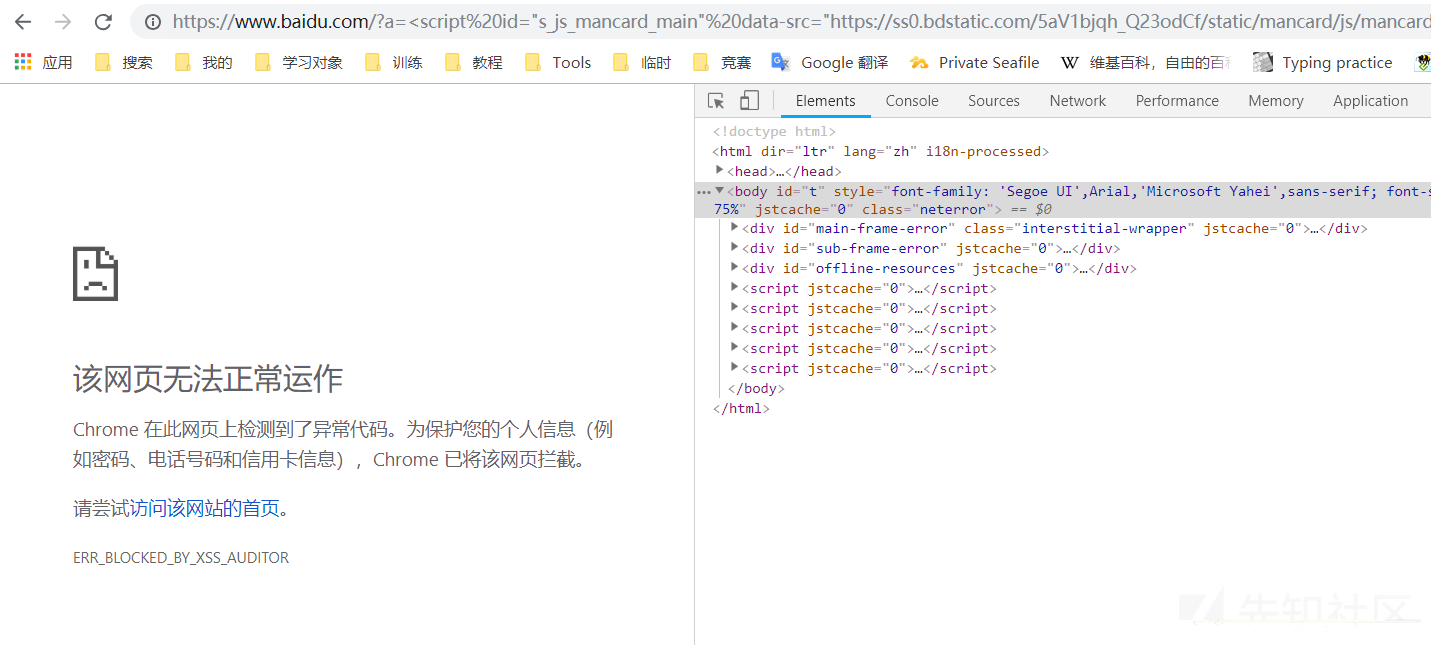 https://www.baidu.com/?a=<script%20id="s_js_mancard_main"%20data-src="https://ss0.bdstatic.com/5aV1bjqh_Q23odCf/static/mancard/js/mancard
应用 搜索 我的 学习对象 训练 教程 Tools 临时 竞赛 Google 翻译 Private Seafile W 维基百科，自由的百科 Typing practice
Elements Console Sources Network Performance Memory Application
<!doctype html>
<html dir="ltr" lang="zh" i18n-processed>
<head>…</head>
<body id="t" style="font-family: 'Segoe UI',Arial,'Microsoft Yahei',sans-serif; font-s
75%" jstcache="0" class="neterror"> == $0
<div id="main-frame-error" class="interstitial-wrapper" jstcache="0">…</div>
<div id="sub-frame-error" jstcache="0">…</div>
<div id="offline-resources" jstcache="0">…</div>
<script jstcache="0">…</script>
<script jstcache="0">…</script>
<script jstcache="0">…</script>
<script jstcache="0">…</script>
<script jstcache="0">…</script>
</body>
</html>
该网页无法正常运作
Chrome 在此网页上检测到了异常代码。为保护您的个人信息（例
如密码、电话号码和信用卡信息），Chrome 已将该网页拦截。
请尝试访问该网站的首页。
ERR_BLOCKED_BY_XSS_AUDITOR
先知社区